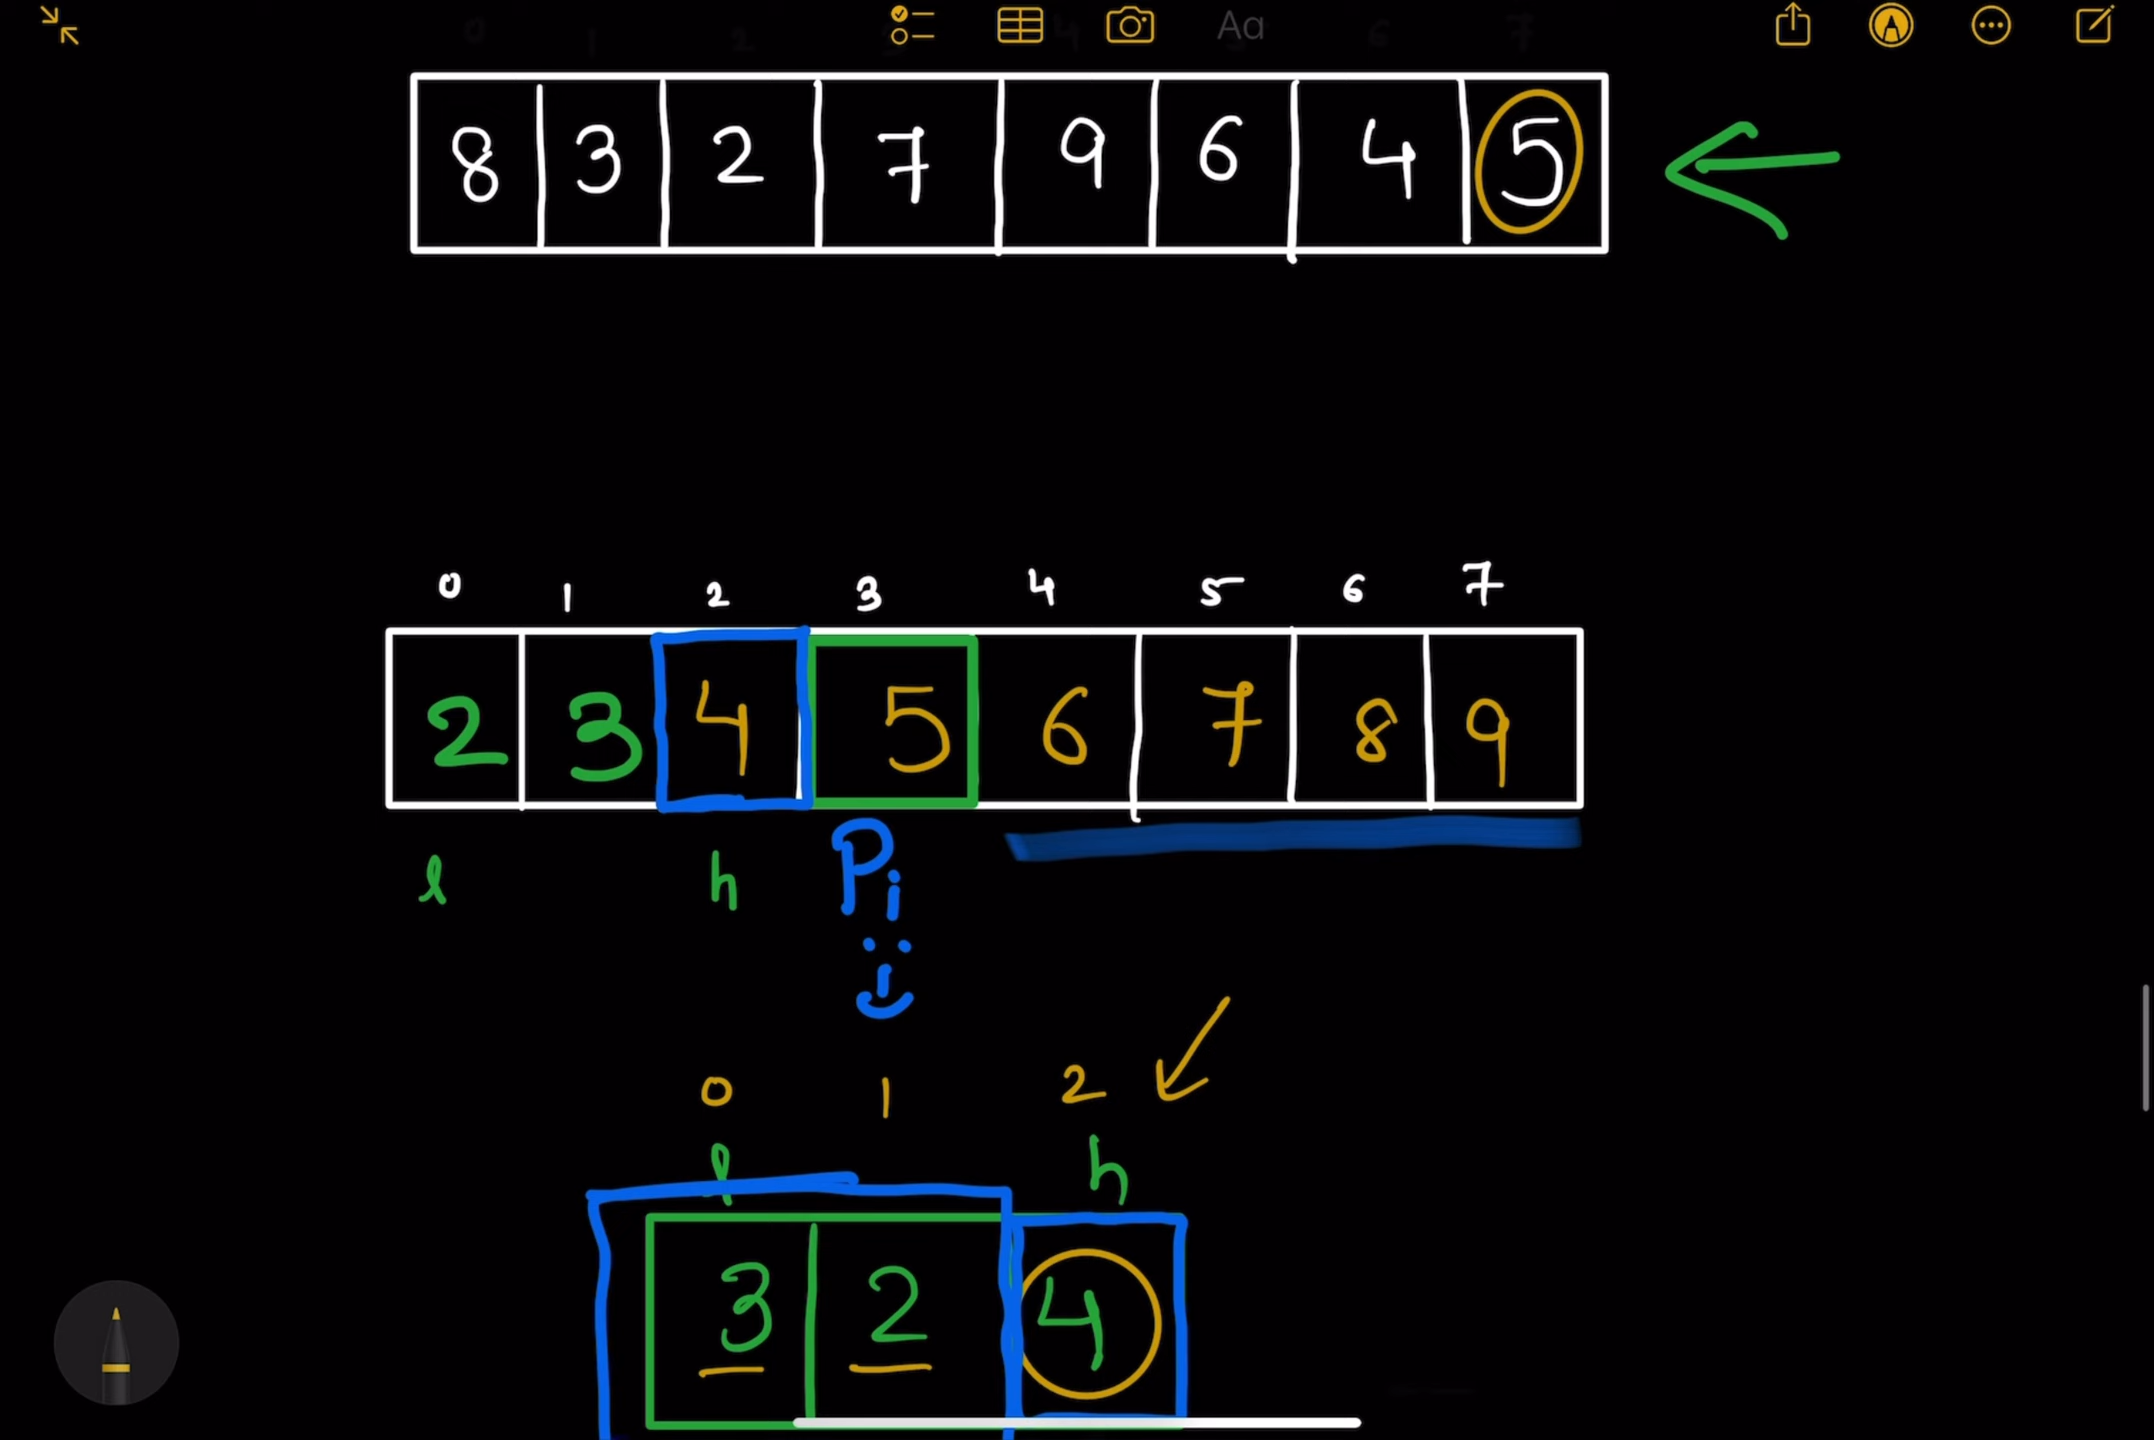 Aa
8 3 2 7 9 6 4 5
0 1 2 3 4 5 6 7
2 3 4 5 6 7 8 9
l h Pi
0 1 2
l h
3 2 4